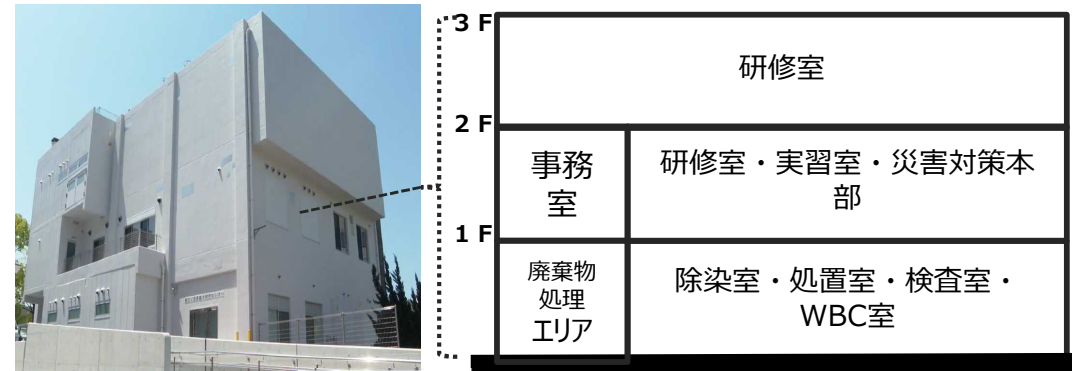 3 F
研修室
2 F
事務
室
研修室・実習室・災害対策本
部
1 F
廃棄物
処理
エリア
除染室・処置室・検査室・
WBC室